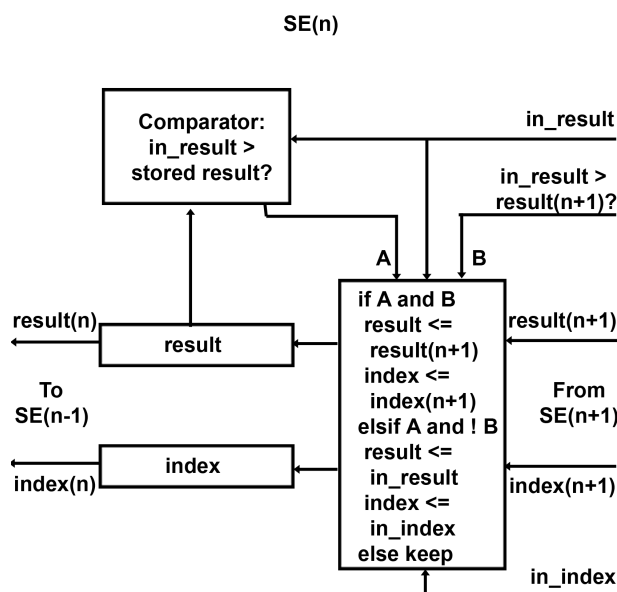 SE(n)
Comparator:
in_result >
stored result?
in_result
in_result >
result(n+1)?
A
B
if A and B
result <=
result(n+1)
index <=
index(n+1)
elsif A and ! B
result <=
in_result
index <=
in_index
else keep
result(n)
result
result(n+1)
To
SE(n-1)
From
SE(n+1)
index
index(n)
index(n+1)
in_index